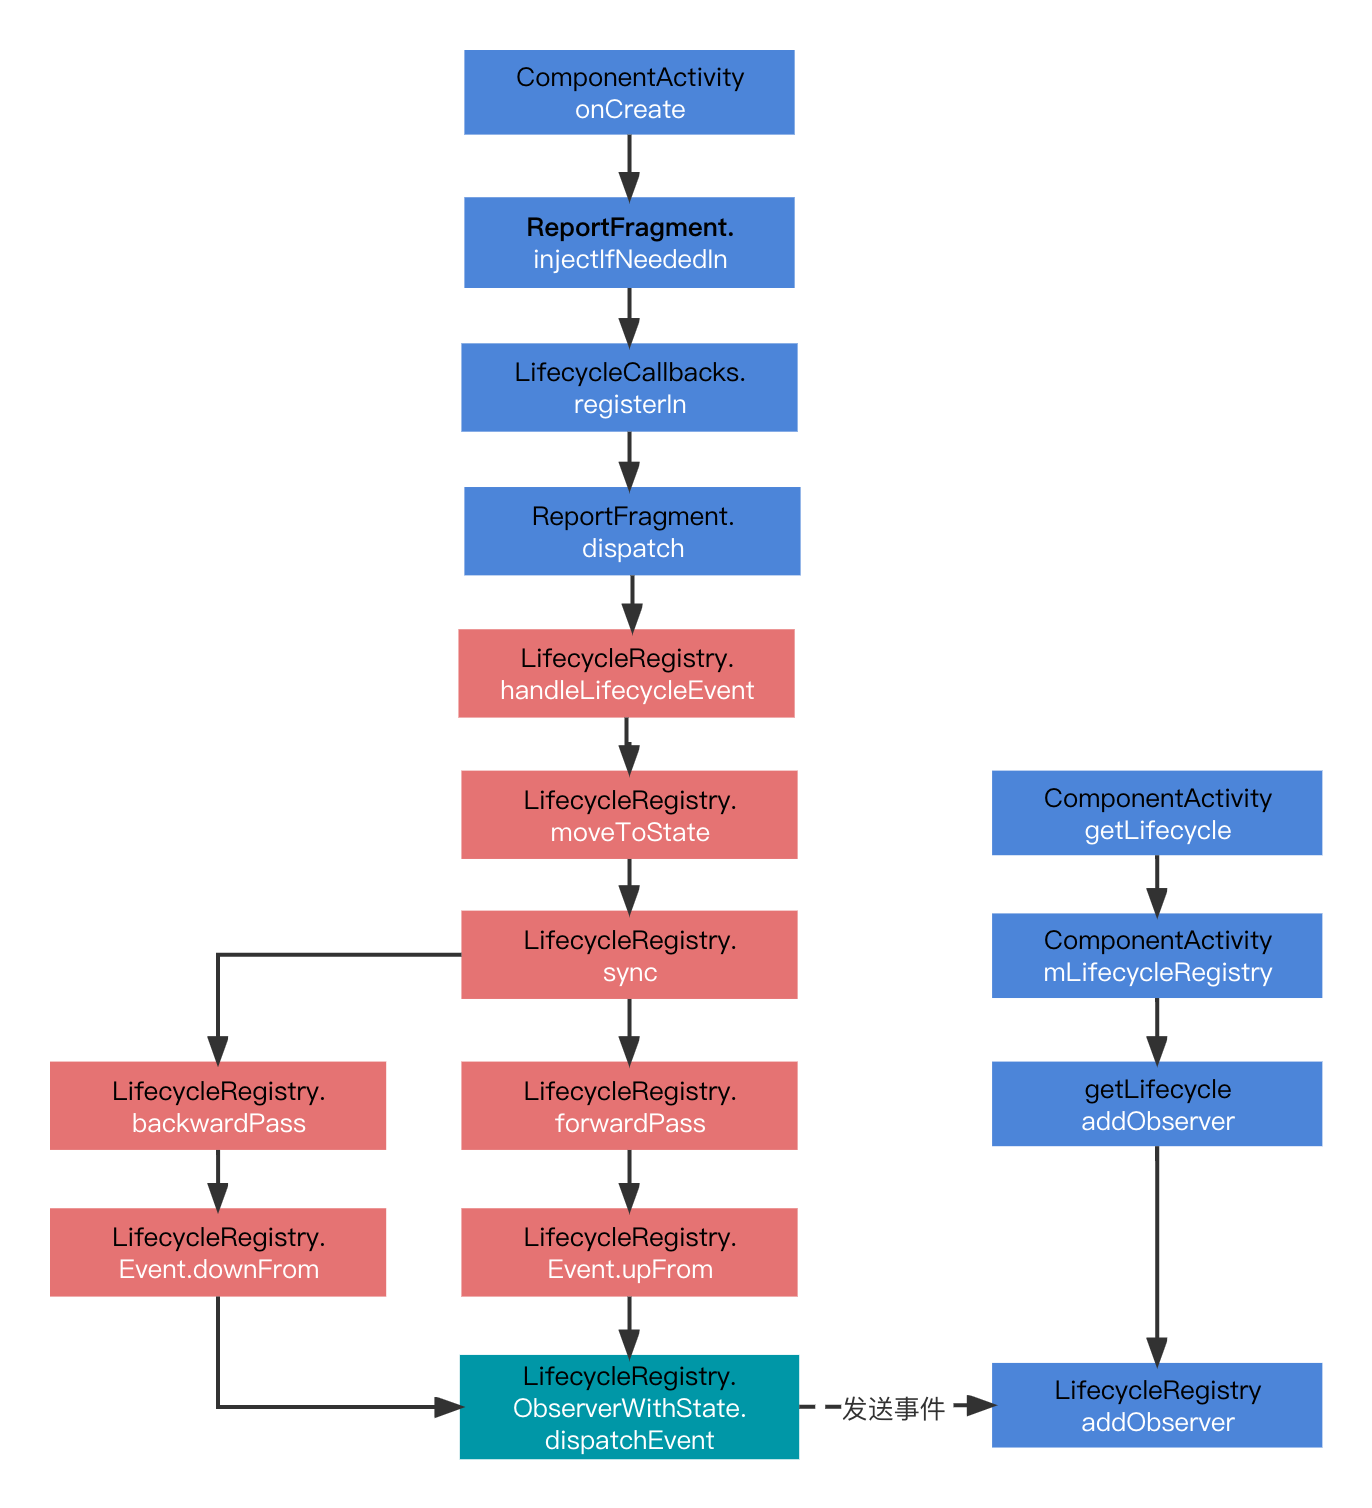 ComponentActivity
onCreate
ReportFragment.
injectIfNeededIn
LifecycleCallbacks.
registerIn
ReportFragment.
dispatch
LifecycleRegistry.
handleLifecycleEvent
LifecycleRegistry.
moveToState
LifecycleRegistry.
sync
LifecycleRegistry.
backwardPass
LifecycleRegistry.
forwardPass
LifecycleRegistry.
Event.downFrom
LifecycleRegistry.
Event.upFrom
LifecycleRegistry.
ObserverWithState.
dispatchEvent
发送事件
ComponentActivity
getLifecycle
ComponentActivity
mLifecycleRegistry
getLifecycle
addObserver
LifecycleRegistry
addObserver